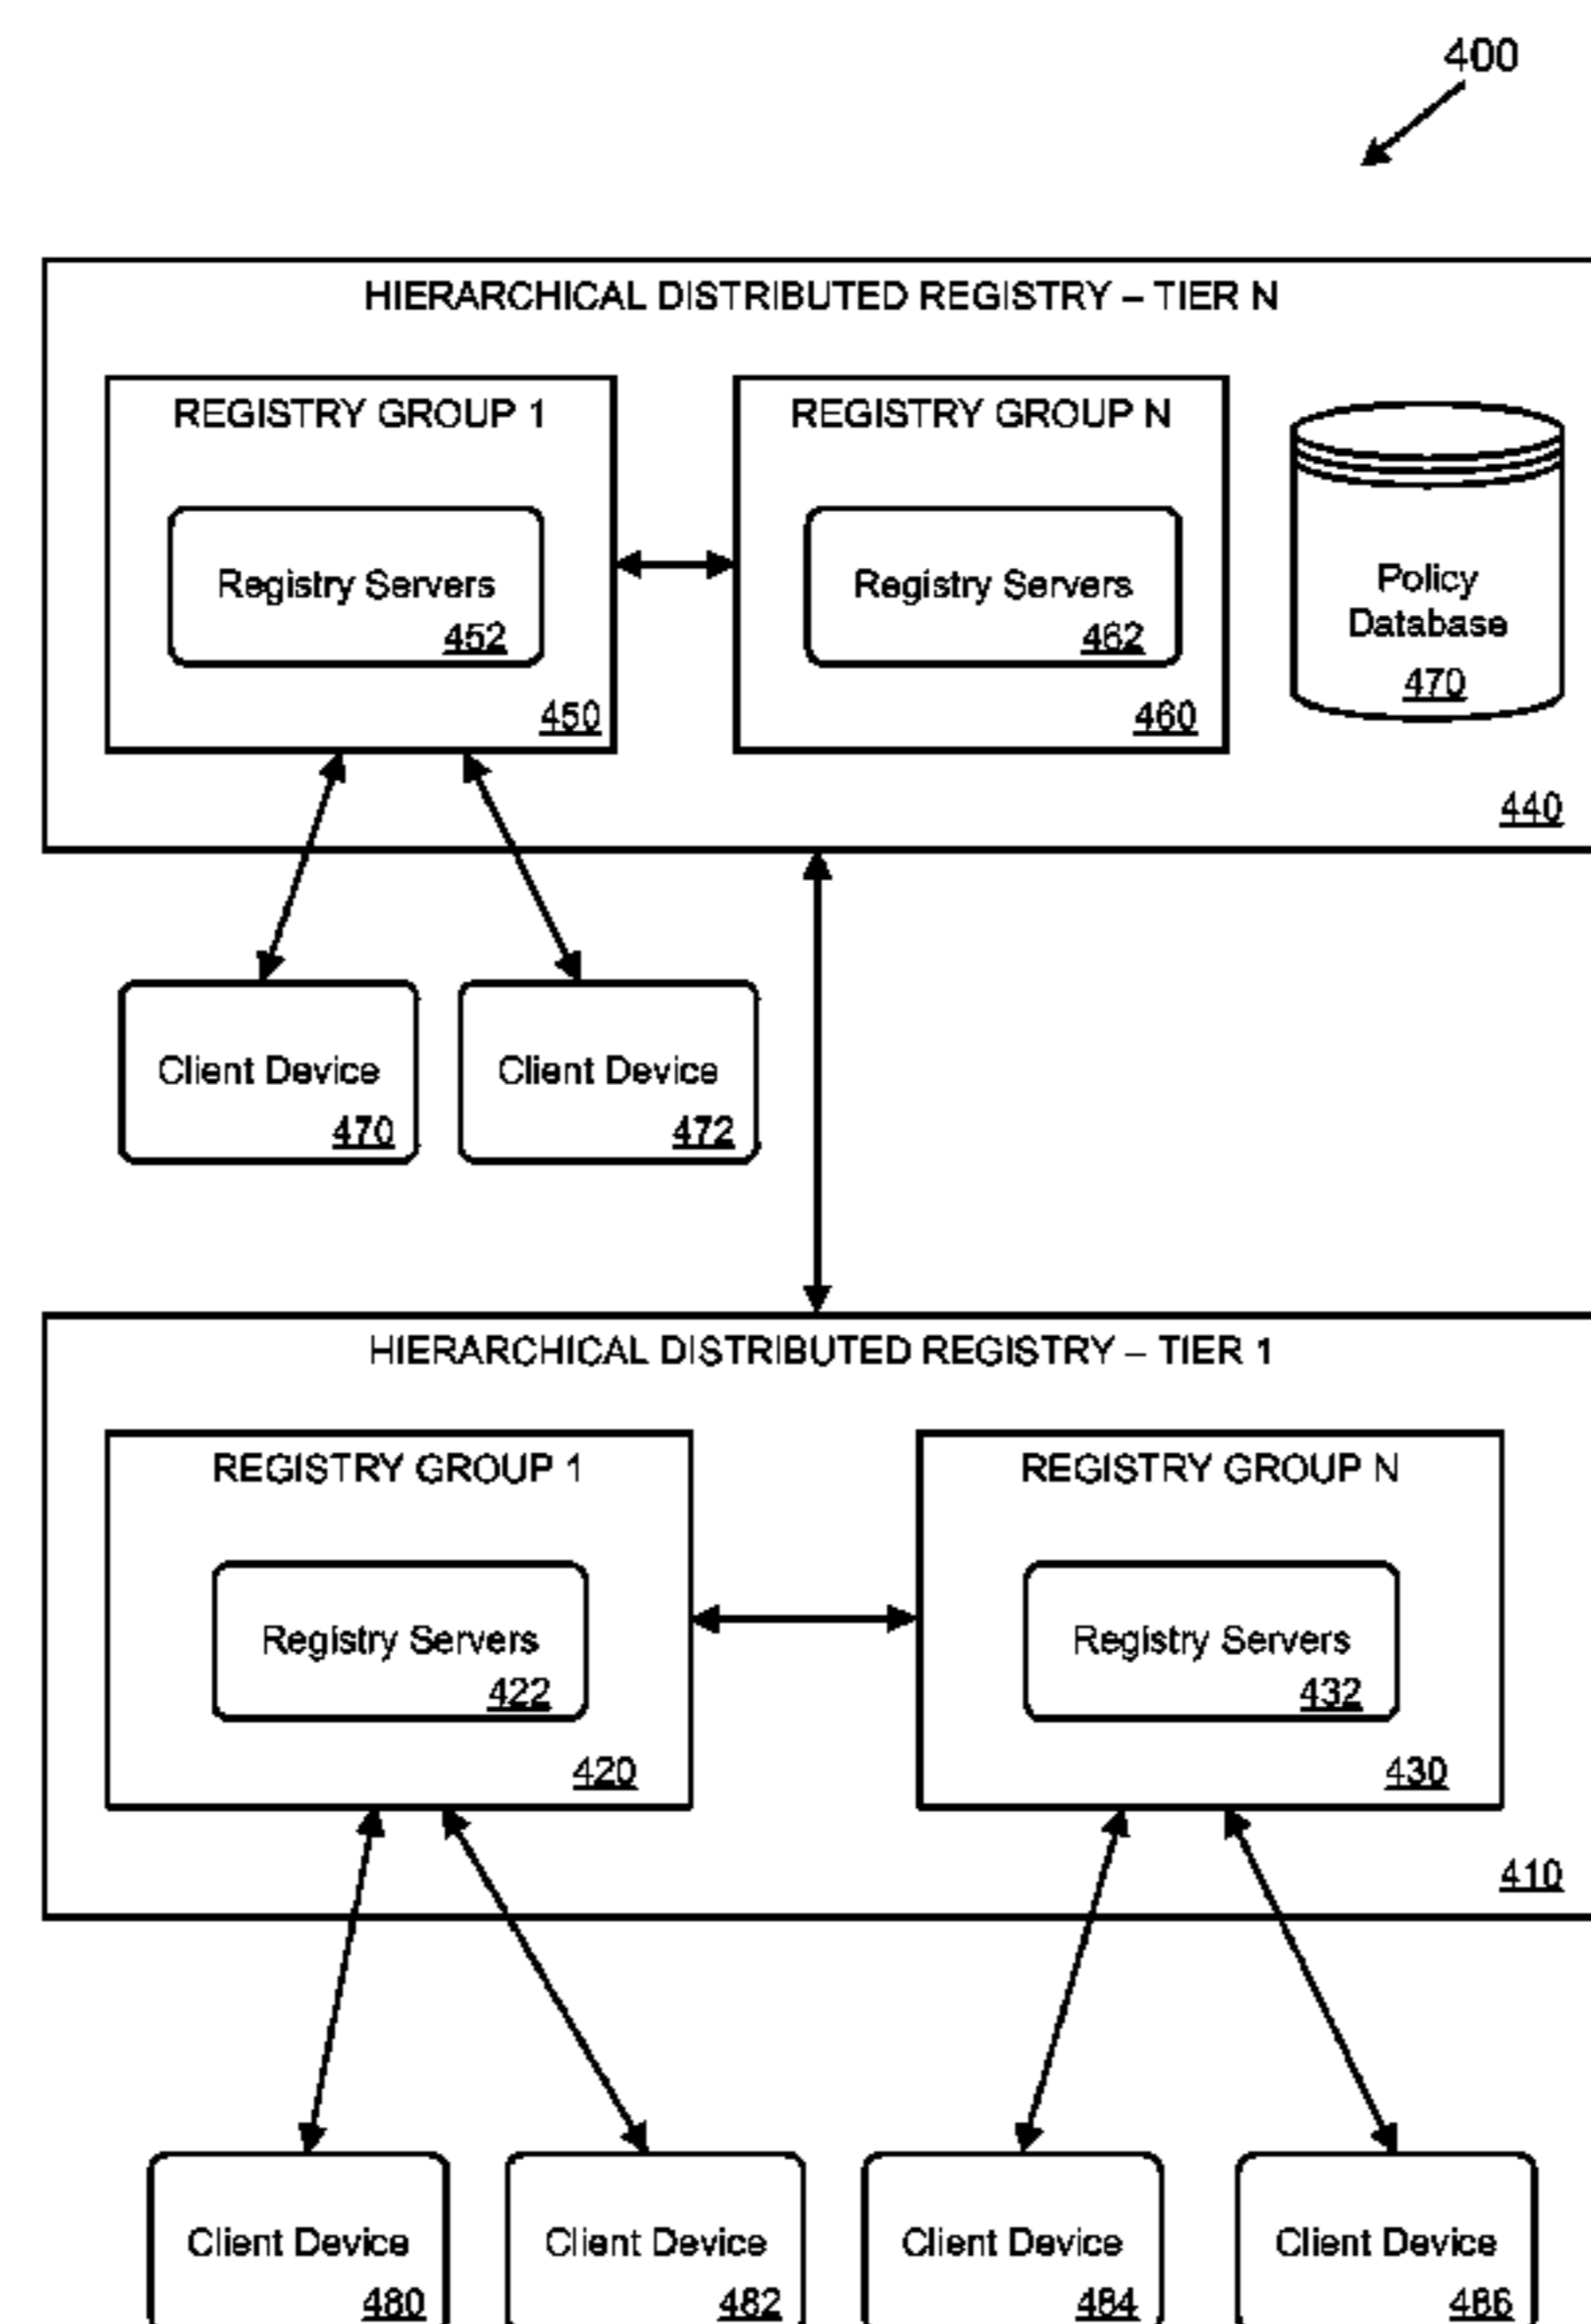 400
HIERARCHICAL DISTRIBUTED REGISTRY – TIER N
REGISTRY GROUP 1
Registry Servers
452
450
REGISTRY GROUP N
Registry Servers
462
460
Policy
Database
470
440
Client Device
470
Client Device
472
HIERARCHICAL DISTRIBUTED REGISTRY – TIER 1
REGISTRY GROUP 1
Registry Servers
422
420
REGISTRY GROUP N
Registry Servers
432
430
410
Client Device
480
Client Device
482
Client Device
484
Client Device
486